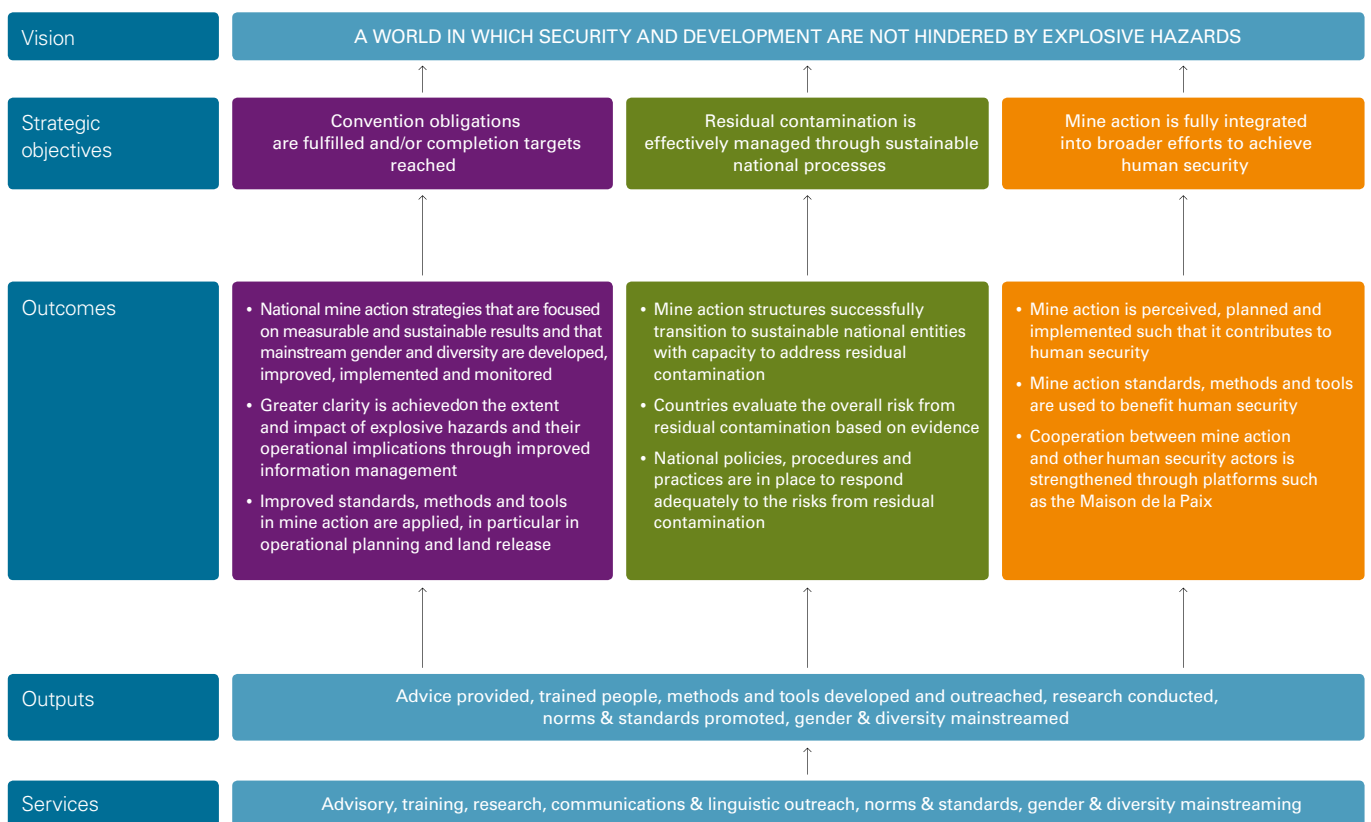 Vision
A WORLD IN WHICH SECURITY AND DEVELOPMENT ARE NOT HINDERED BY EXPLOSIVE HAZARDS
Strategic
objectives
Convention obligations
are fulfilled and/or completion targets
reached
Residual contamination is
effectively managed through sustainable
national processes
Mine action is fully integrated
into broader efforts to achieve
human security
Outcomes
• National mine action strategies that are focused
on measurable and sustainable results and that
mainstream gender and diversity are developed,
improved, implemented and monitored
• Greater clarity is achievedon the extent
and impact of explosive hazards and their
operational implications through improved
information management
• Improved standards, methods and tools
in mine action are applied, in particular in
operational planning and land release
• Mine action structures successfully
transition to sustainable national entities
with capacity to address residual
contamination
• Countries evaluate the overall risk from
residual contamination based on evidence
• National policies, procedures and
practices are in place to respond
adequately to the risks from residual
contamination
• Mine action is perceived, planned and
implemented such that it contributes to
human security
• Mine action standards, methods and tools
are used to benefit human security
• Cooperation between mine action
and other human security actors is
strengthened through platforms such
as the Maison de la Paix
Outputs
Advice provided, trained people, methods and tools developed and outreached, research conducted,
norms & standards promoted, gender & diversity mainstreamed
Services
Advisory, training, research, communications & linguistic outreach, norms & standards, gender & diversity mainstreaming